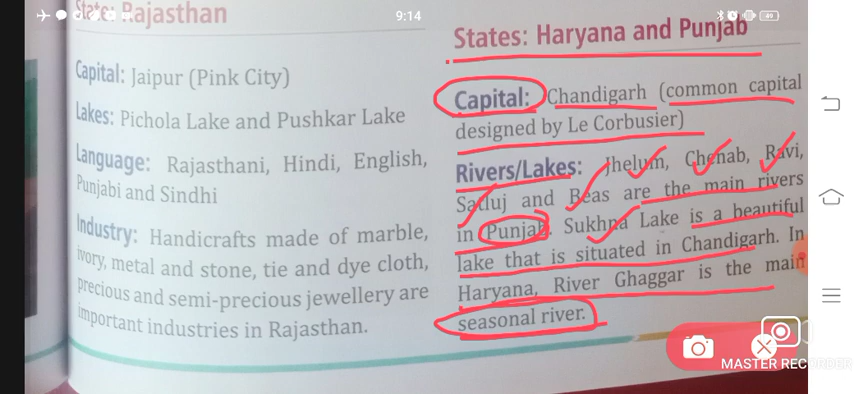 9:14
49
State: Rajasthan
Capital: Jaipur (Pink City)
Lakes: Pichola Lake and Pushkar Lake
Language: Rajasthani, Hindi, English,
Punjabi and Sindhi
Industry: Handicrafts made of marble,
ivory, metal and stone, tie and dye cloth,
precious and semi-precious jewellery are
important industries in Rajasthan.
States: Haryana and Punjab
Capital: Chandigarh (common capital
designed by Le Corbusier)
Rivers/Lakes: Jhelum, Chenab, Ravi,
Satluj and Beas are the main rivers
in Punjab. Sukhna Lake is a beautiful
lake that is situated in Chandigarh. In
Haryana, River Ghaggar is the main
seasonal river.
MASTER RECORDER